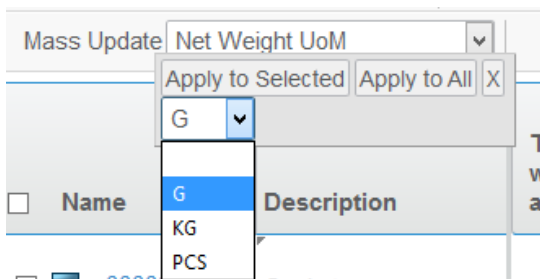 Mass Update Net Weight UoM
Apply to Selected Apply to All X
G
Name Description
G
KG
PCS